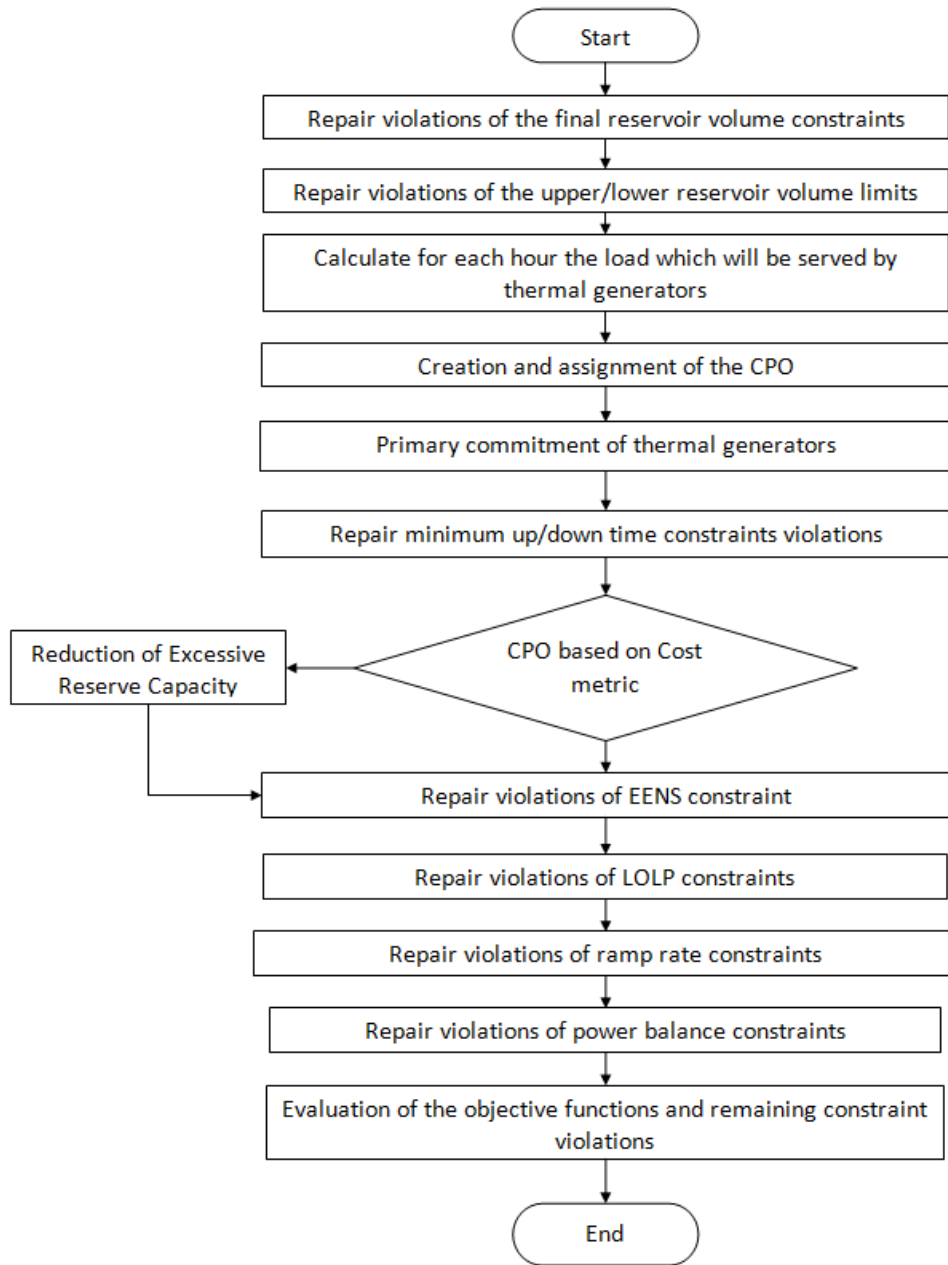 Start
Repair violations of the final reservoir volume constraints
Repair violations of the upper/lower reservoir volume limits
Calculate for each hour the load which will be served by
thermal generators
Creation and assignment of the CPO
Primary commitment of thermal generators
Repair minimum up/down time constraints violations
CPO based on Cost
metric
Reduction of Excessive
Reserve Capacity
Repair violations of EENS constraint
Repair violations of LOLP constraints
Repair violations of ramp rate constraints
Repair violations of power balance constraints
Evaluation of the objective functions and remaining constraint
violations
End